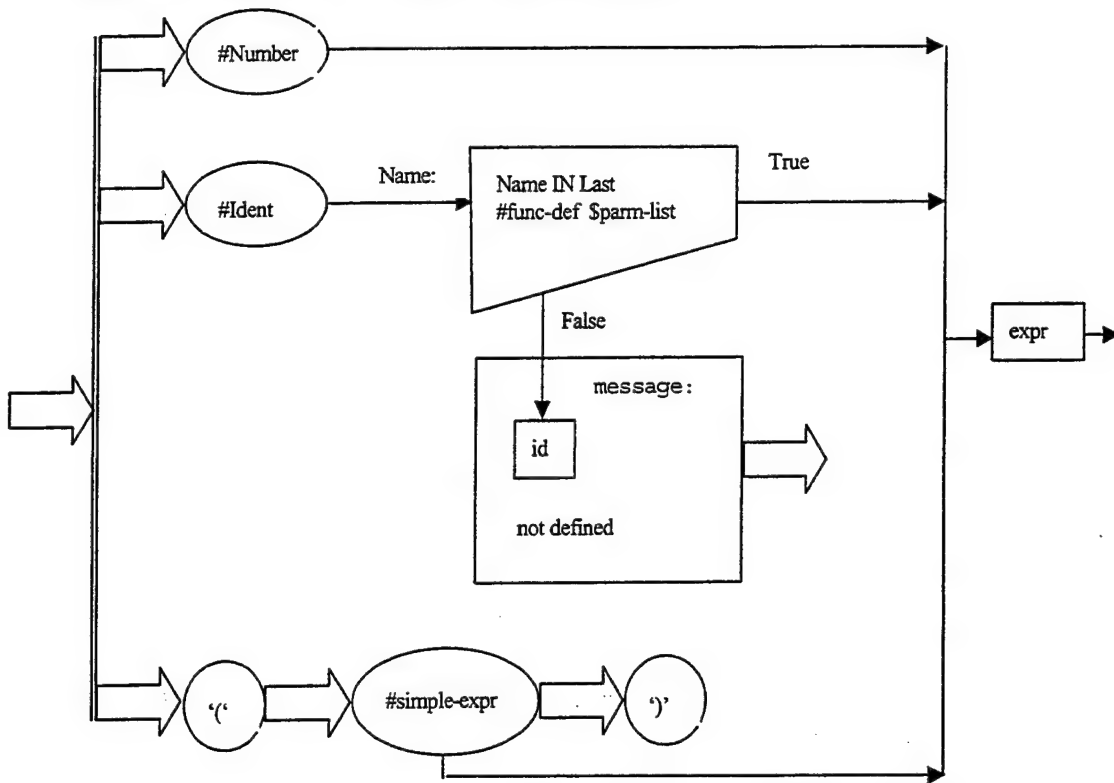 #Number
#Ident
Name:
Name IN Last
#func-def $parm-list
True
False
message:
id
not defined
expr
‘(‘
#simple-expr
‘)’